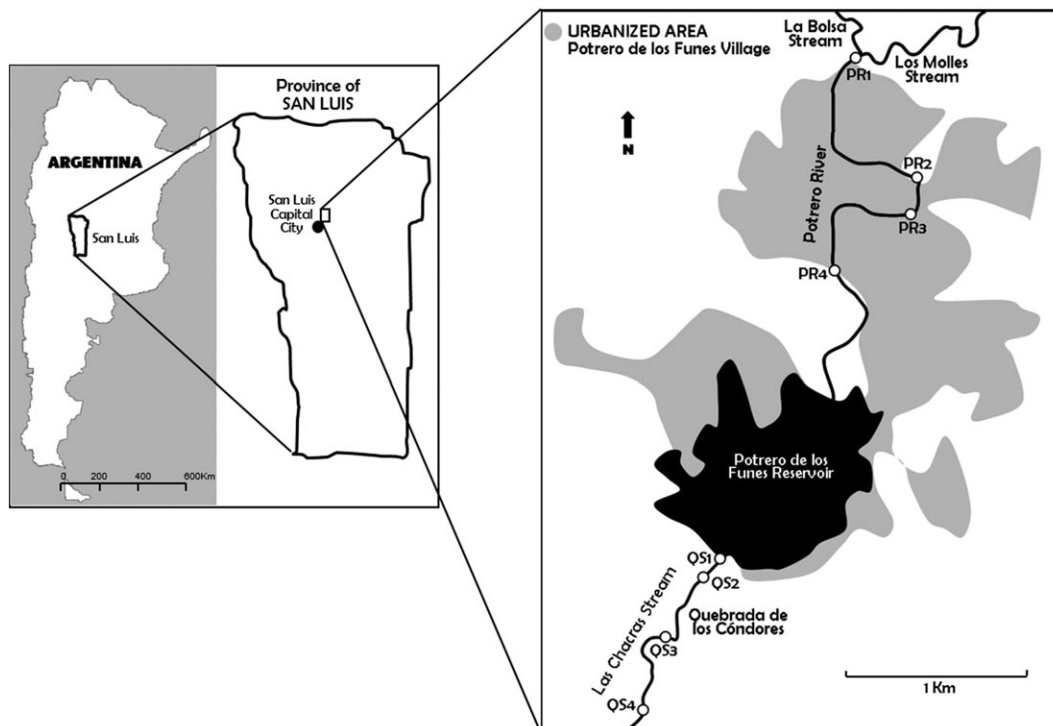 ARGENTINA
San Luis
0 200 400 600Km
Province of
SAN LUIS
San Luis
Capital
City
URBANIZED AREA
Potrero de los Funes Village
La Bolsa
Stream
Los Molles
Stream
PR1
N
PR2
Potrero River
PR3
PR4
Potrero de los
Funes Reservoir
QS1
QS2
Las Chacras Stream
Quebrada de
los Cóndores
QS3
QS4
1 Km